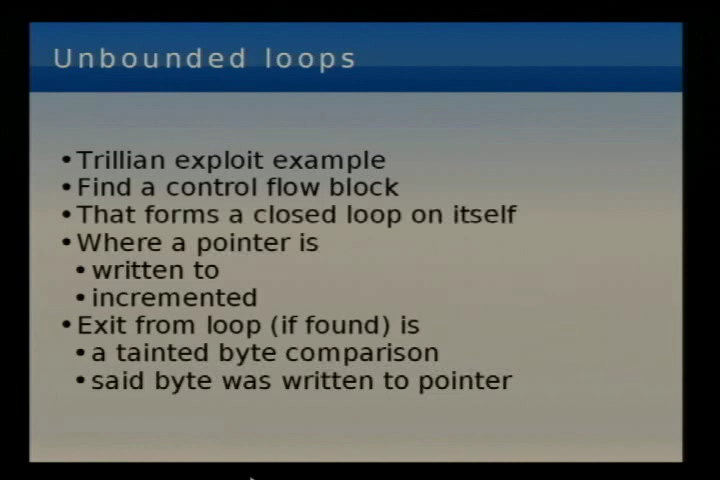 Unbounded loops
• Trillian exploit example
• Find a control flow block
• That forms a closed loop on itself
• Where a pointer is
• written to
• incremented
• Exit from loop (if found) is
• a tainted byte comparison
• said byte was written to pointer